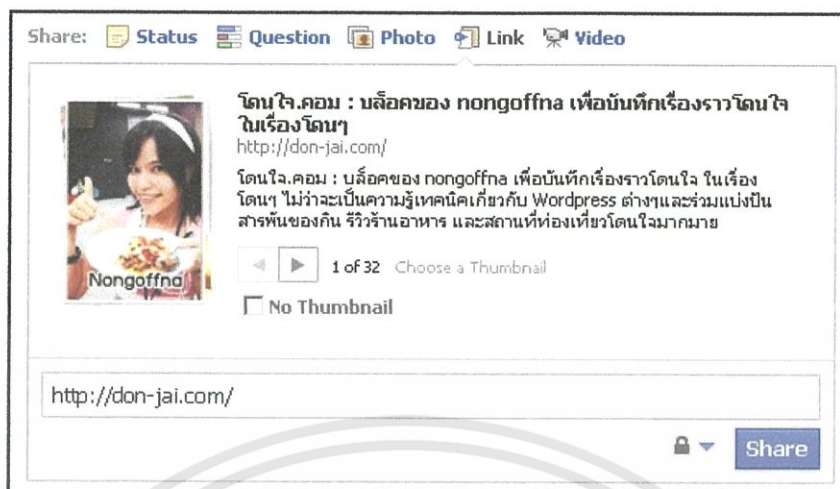 Share: Status Question Photo Link Video
โดนใจ.คอม : บล็อคของ nongoffna เพื่อบันทึกเรื่องราวโดนใจ
ในเรื่องโดนๆ
http://don-jai.com/
โดนใจ.คอม : บล็อคของ nongoffna เพื่อบันทึกเรื่องราวโดนใจ ในเรื่อง
โดนๆ ไม่ว่าจะเป็นความรู้เทคนิคเกี่ยวกับ Wordpress ต่างๆและร่วมแบ่งปัน
สารพันของกิน รีวิวร้านอาหาร และสถานที่ท่องเที่ยวโดนใจมากมาย
Nongoffna
1 of 32 Choose a Thumbnail
No Thumbnail
http://don-jai.com/
Share